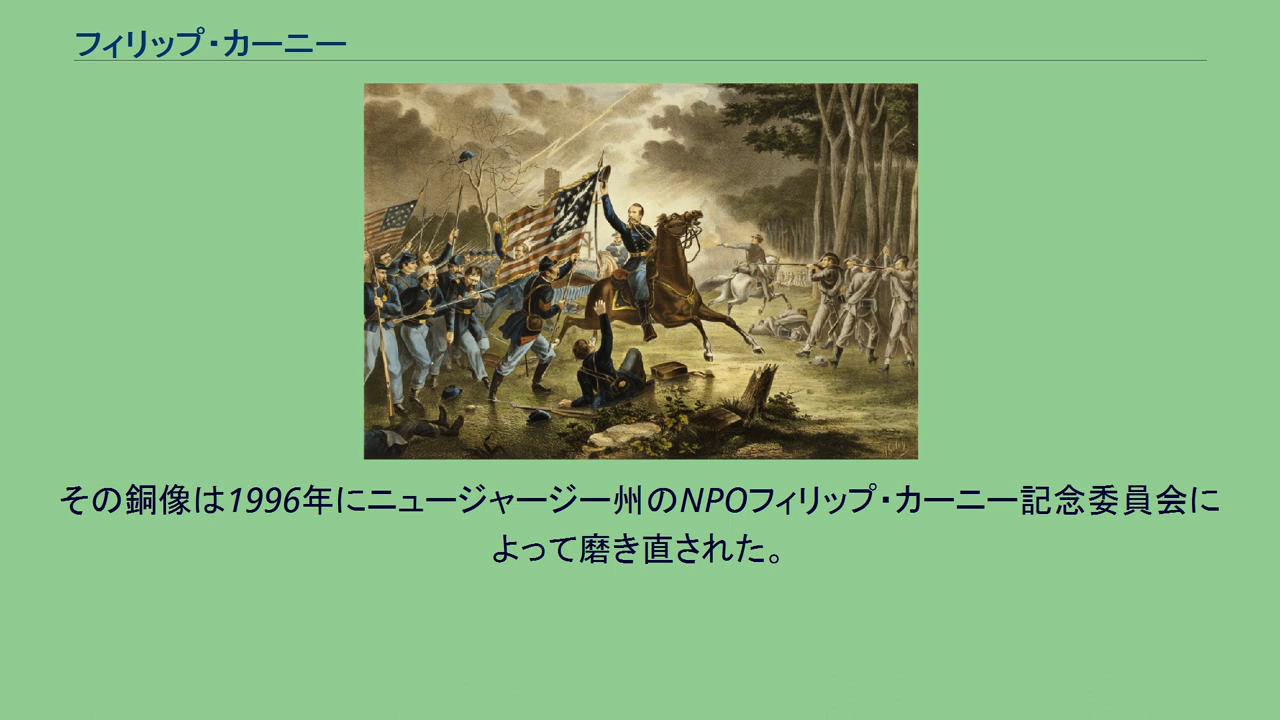 フィリップ・カーニー
その銅像は1996年にニュージャージー州のNPOフィリップ・カーニー記念委員会に
よって磨き直された。